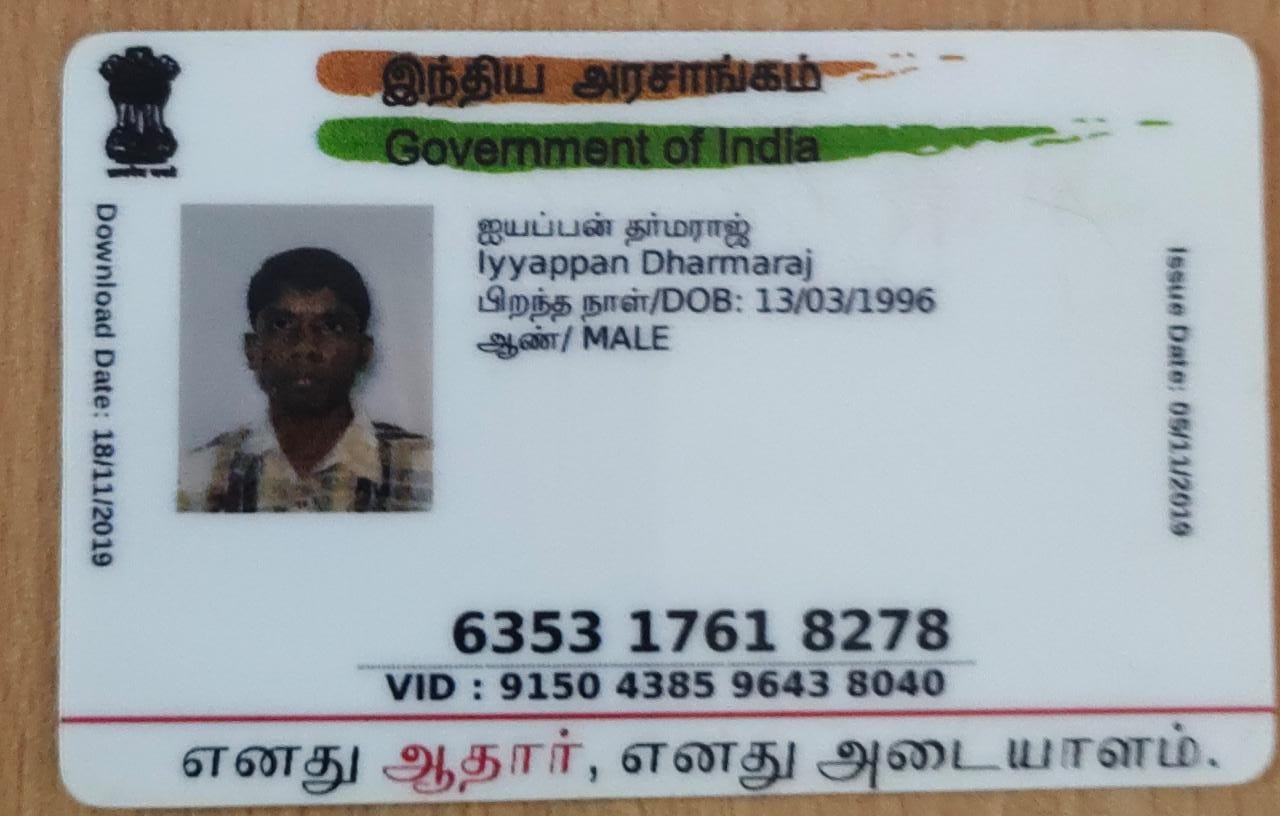 இந்திய அரசாங்கம்
Government of India
ஐயப்பன் தர்மராஜ்
Iyyappan Dharmaraj
பிறந்த நாள்/DOB: 13/03/1996
ஆண்/ MALE
Download Date: 18/11/2019
Issue Date: 05/11/2019
6353 1761 8278
VID : 9150 4385 9643 8040
எனது ஆதார், எனது அடையாளம்.